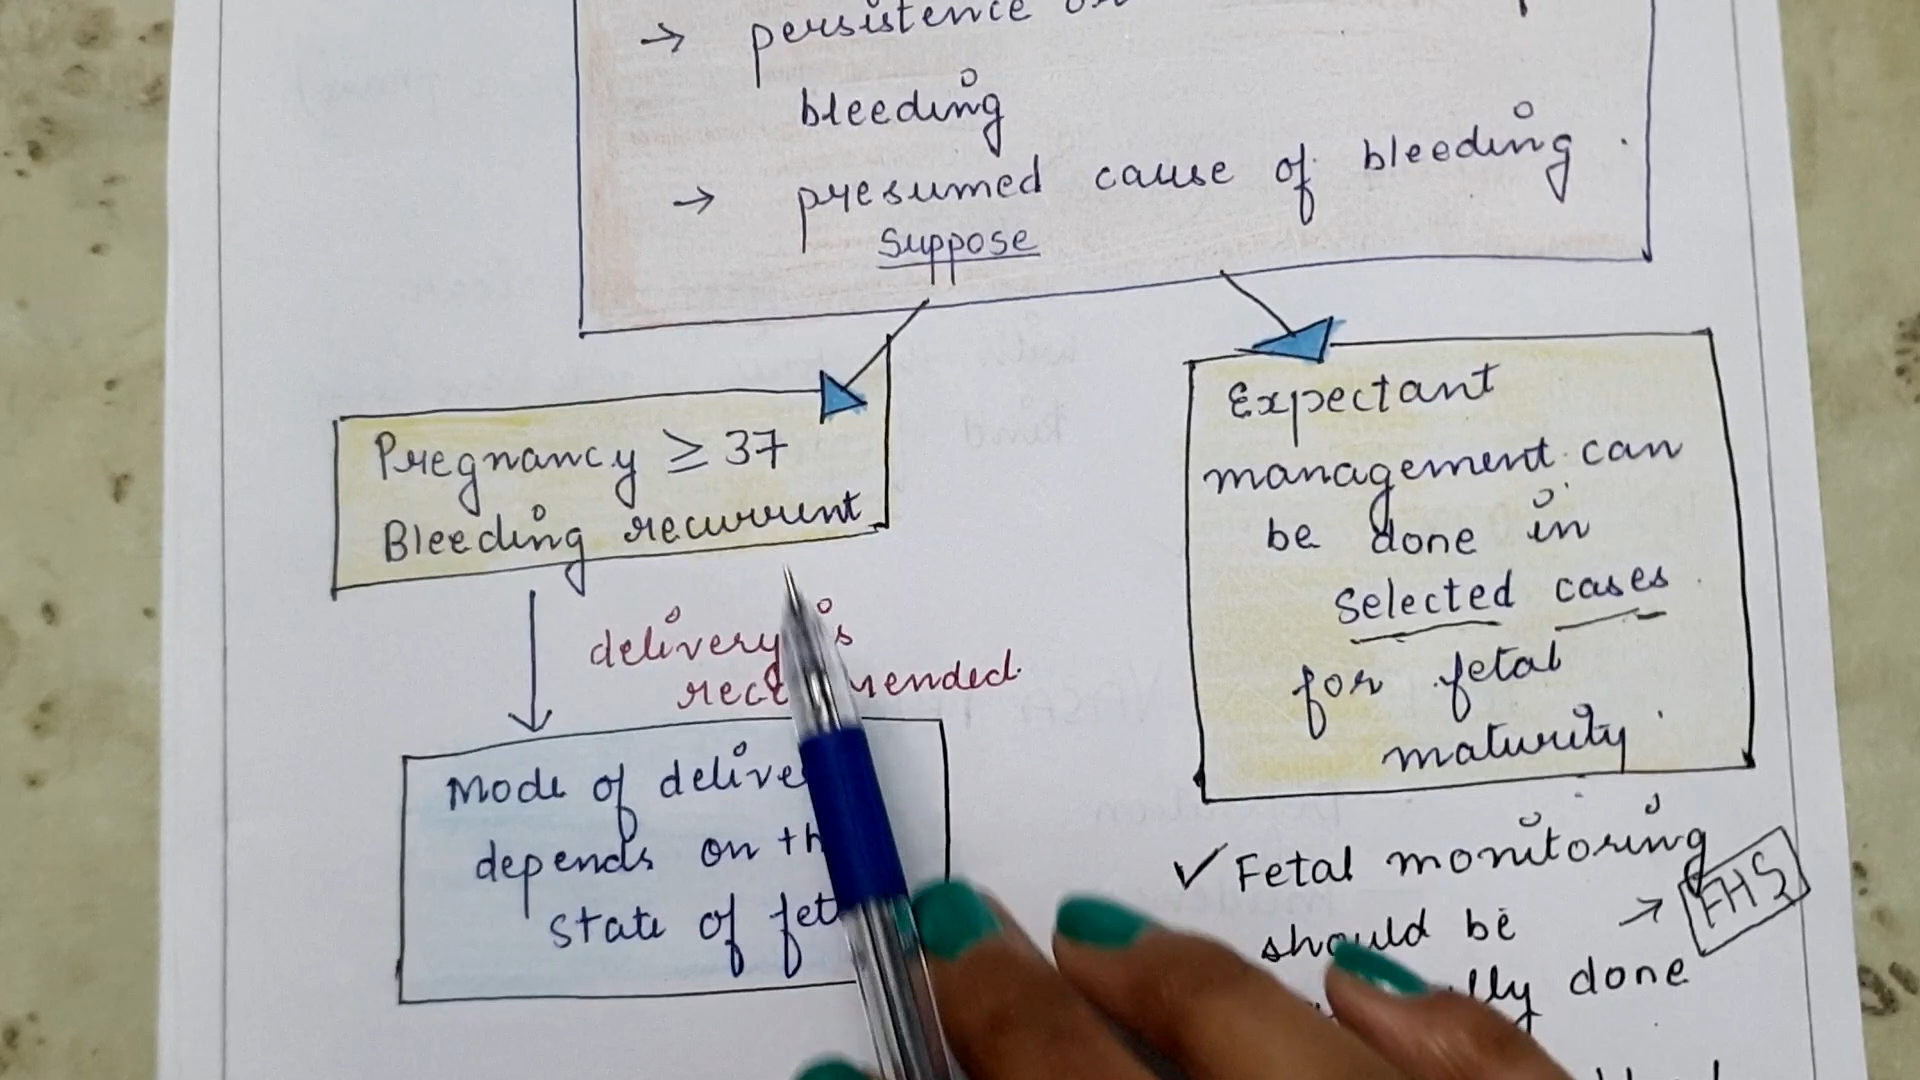 → persistence
bleeding
→ presumed cause of bleeding.
Suppose
Pregnancy ≥ 37
Bleeding recurrent
delivery is
recommended.
Mode of delive
depends on th
state of fet
Expectant
management can
be done in
selected cases
for fetal
maturity.
✓ Fetal monitoring
should be → FHS
done